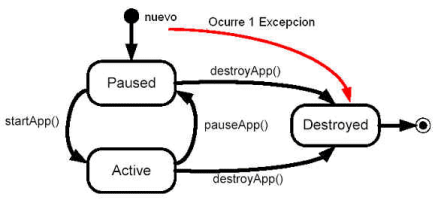 nuevo
Ocurre 1 Excepcion
Paused
destroyApp()
startApp()
pauseApp()
Destroyed
Active
destroyApp()